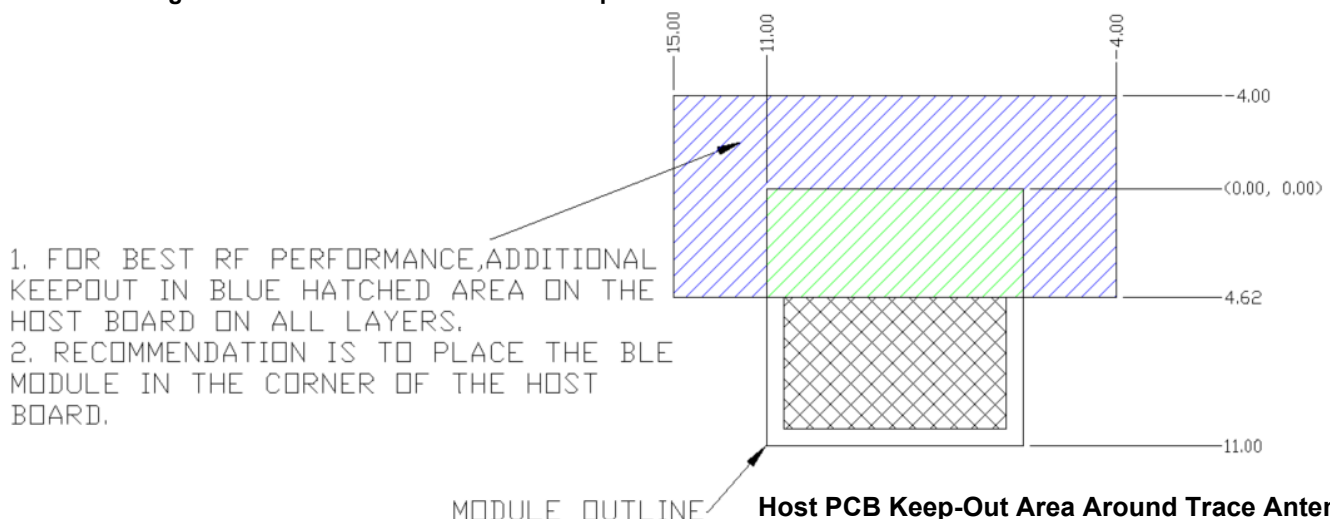 15.00
11.00
-4.00
-4.00
(0.00, 0.00)
1. FOR BEST RF PERFORMANCE,ADDITIONAL
KEEPOUT IN BLUE HATCHED AREA ON THE
HOST BOARD ON ALL LAYERS.
2. RECOMMENDATION IS TO PLACE THE BLE
MODULE IN THE CORNER OF THE HOST
BOARD.
4.62
11.00
MODULE OUTLINE
Host PCB Keep-Out Area Around Trace